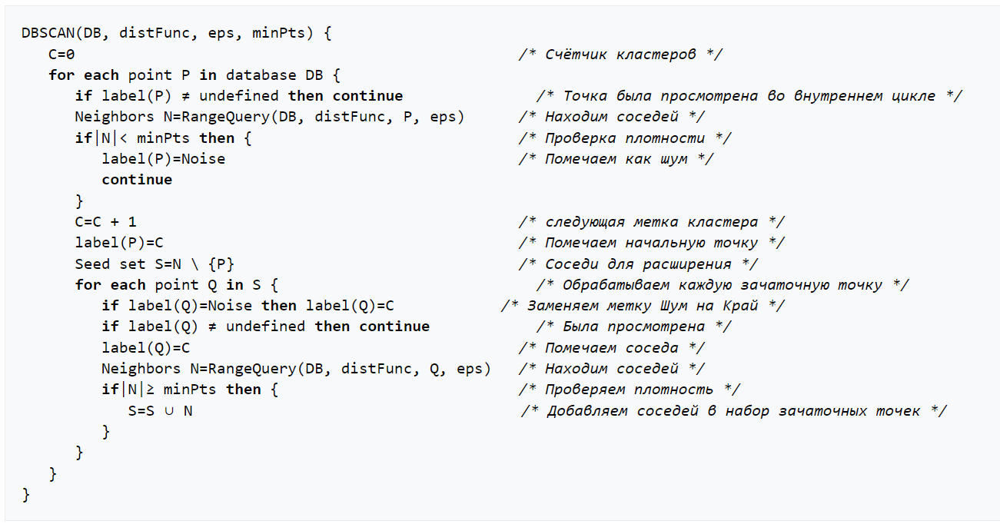 DBSCAN(DB, distFunc, eps, minPts) {
   C=0                                                  /* Счётчик кластеров */
   for each point P in database DB {
      if label(P) ≠ undefined then continue               /* Точка была просмотрена во внутреннем цикле */
      Neighbors N=RangeQuery(DB, distFunc, P, eps)      /* Находим соседей */
      if|N|< minPts then {                              /* Проверка плотности */
         label(P)=Noise                                 /* Помечаем как шум */
         continue
      }
      C=C + 1                                           /* следующая метка кластера */
      label(P)=C                                        /* Помечаем начальную точку */
      Seed set S=N \ {P}                                /* Соседи для расширения */
      for each point Q in S {                             /* Обрабатываем каждую зачаточную точку */
         if label(Q)=Noise then label(Q)=C            /* Заменяем метку Шум на Край */
         if label(Q) ≠ undefined then continue            /* Была просмотрена */
         label(Q)=C                                     /* Помечаем соседа */
         Neighbors N=RangeQuery(DB, distFunc, Q, eps)   /* Находим соседей */
         if|N|≥ minPts then {                           /* Проверяем плотность */
            S=S ∪ N                                     /* Добавляем соседей в набор зачаточных точек */
         }
      }
   }
}